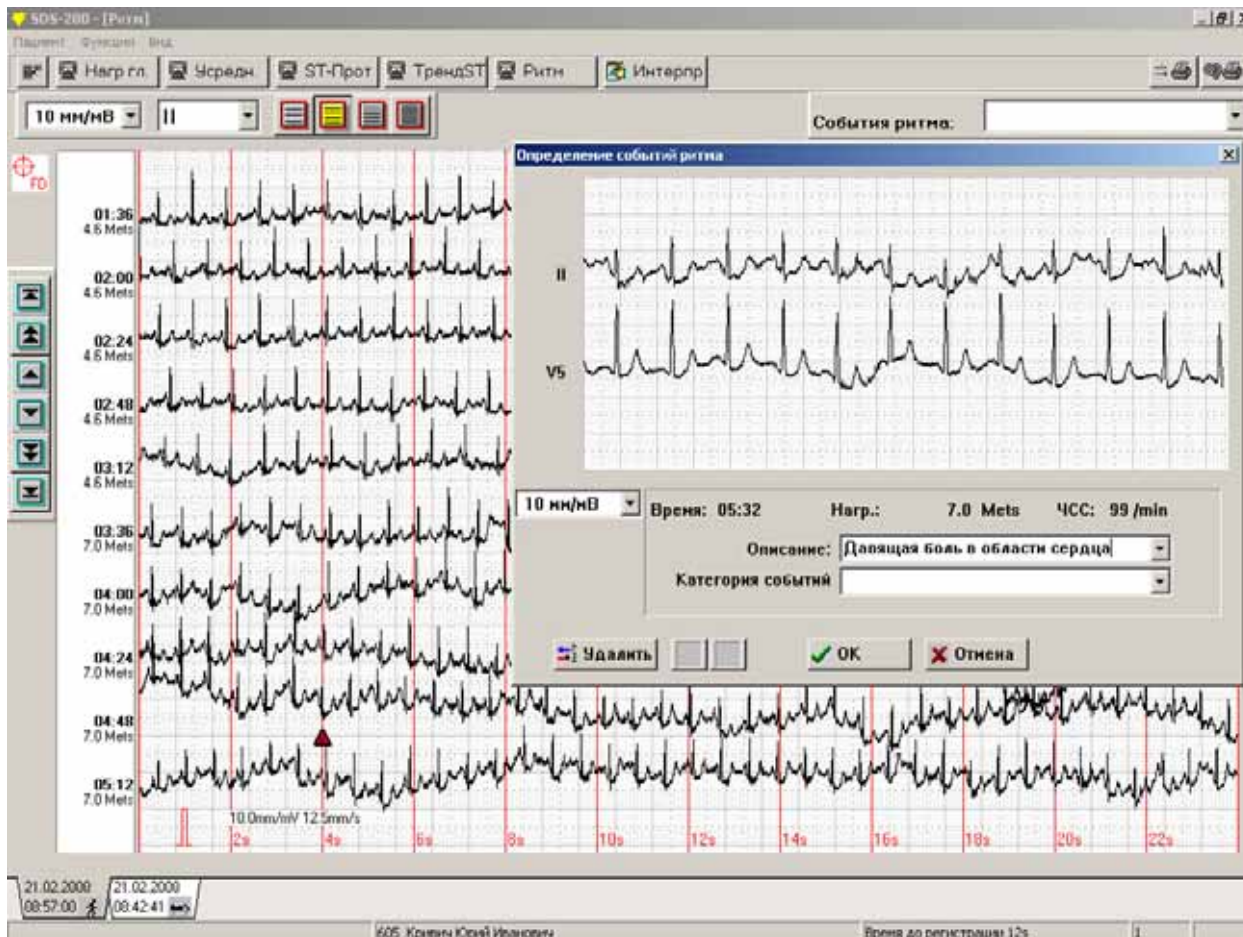 SDS-200 - [Ритм]
Пациент Функции Вид
Нагр гл. Усредн ST-Прот ТрендST Ритм Интерпр
10 мм/мВ II События ритма:
FD
Определение событий ритма
II
V5
10 мм/мВ
Время: 05:32 Нагр.: 7.0 Mets ЧСС: 99 /min
Описание: Давящая боль в области сердца
Категория событий
Удалить OK Отмена
01:36
4.6 Mets
02:00
4.6 Mets
02:24
4.6 Mets
02:48
4.6 Mets
03:12
4.6 Mets
03:36
7.0 Mets
04:00
7.0 Mets
04:24
7.0 Mets
04:48
7.0 Mets
05:12
7.0 Mets
10.0mm/mV 12.5mm/s
2s 4s 6s 8s 10s 12s 14s 16s 18s 20s 22s
21.02.2000 21.02.2000
08:57:00 08:42:41
605 Юрий Иванович Время до регистрации 12s 1